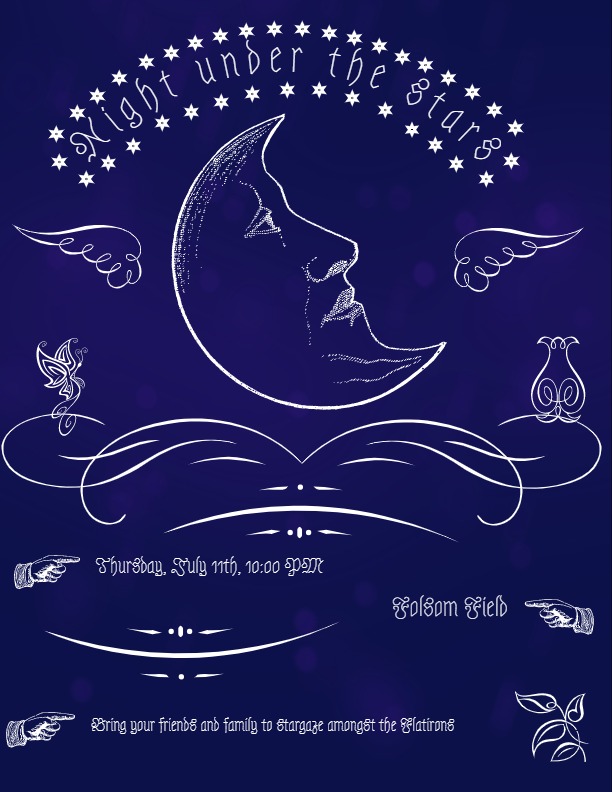 Night under the Stars
Thursday, July 11th, 10:00 PM
Folsom Field
Bring your friends and family to stargaze amongst the Flatirons